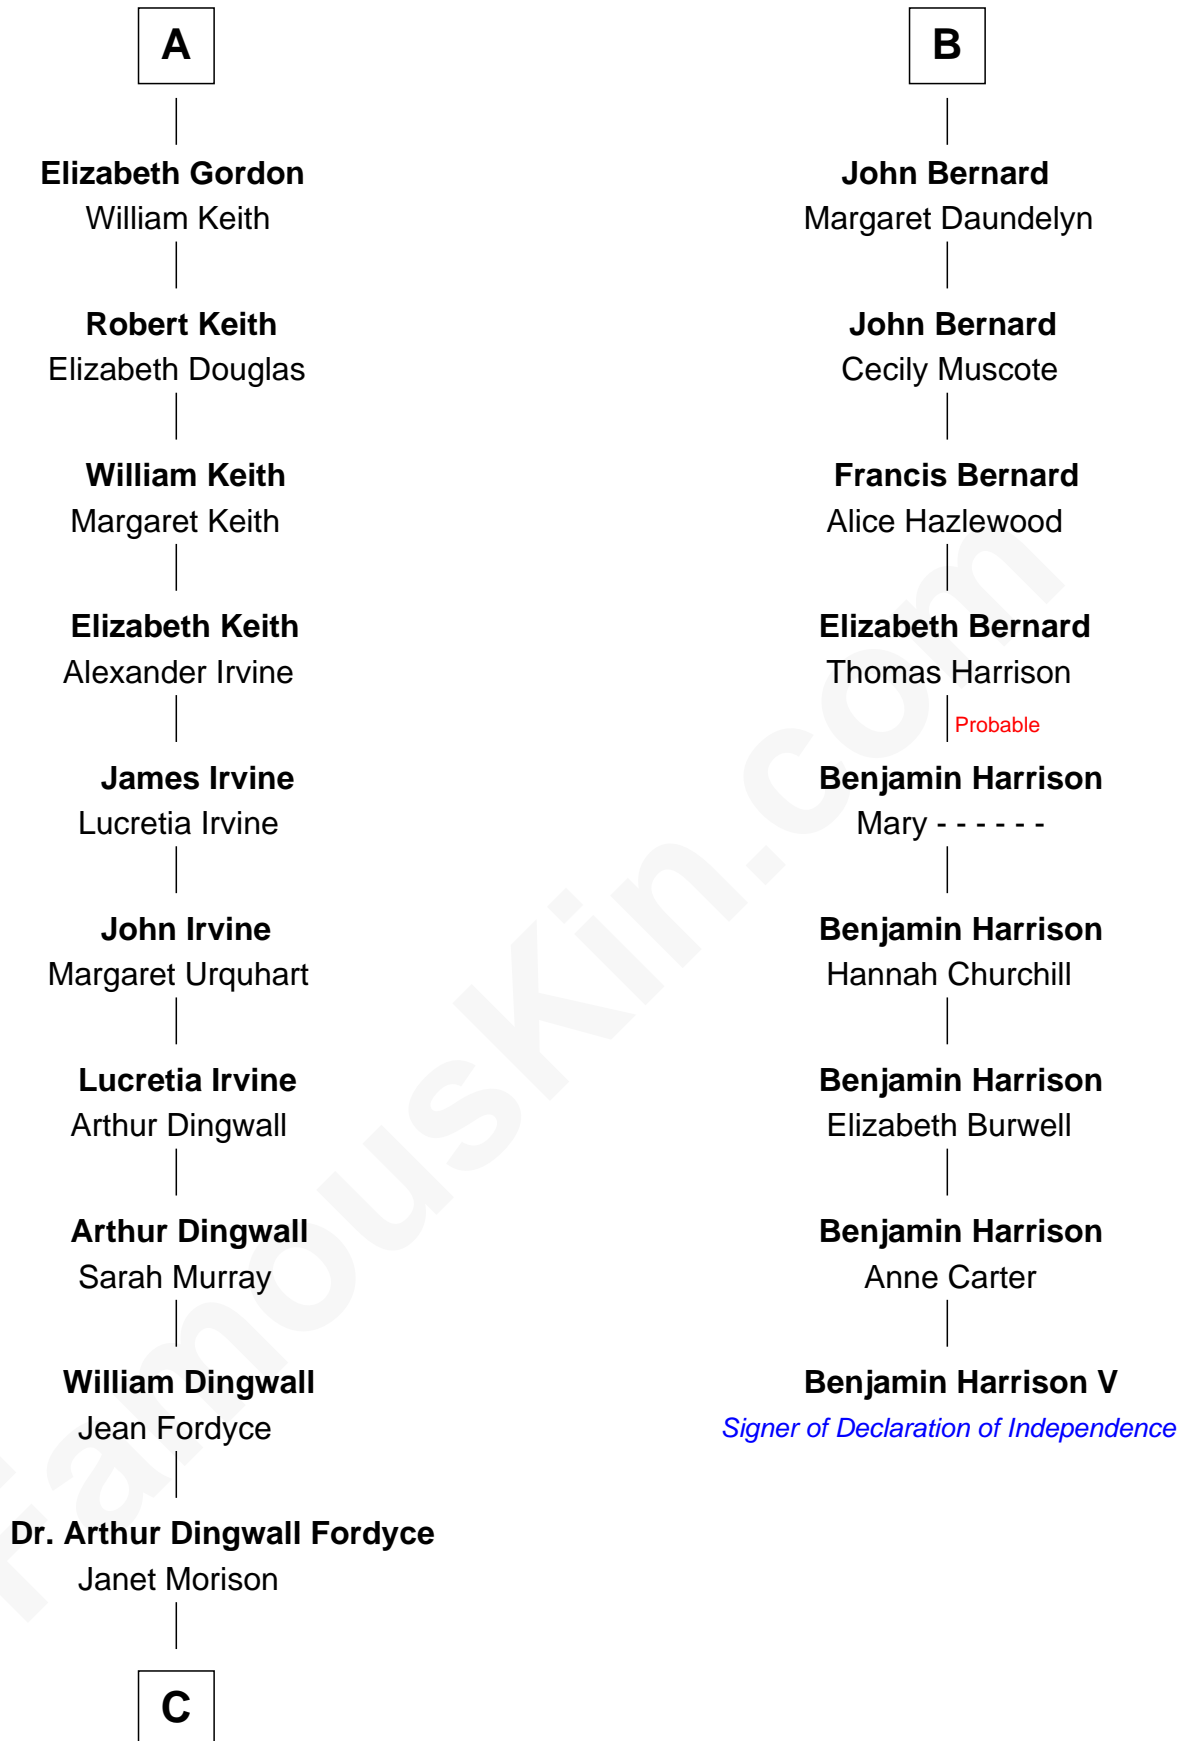 A
Elizabeth Gordon
William Keith
Robert Keith
Elizabeth Douglas
William Keith
Margaret Keith
Elizabeth Keith
Alexander Irvine
James Irvine
Lucretia Irvine
John Irvine
Margaret Urquhart
Lucretia Irvine
Arthur Dingwall
Arthur Dingwall
Sarah Murray
William Dingwall
Jean Fordyce
Dr. Arthur Dingwall Fordyce
Janet Morison
C
B
John Bernard
Margaret Daundelyn
John Bernard
Cecily Muscote
Francis Bernard
Alice Hazlewood
Elizabeth Bernard
Thomas Harrison
Probable
Benjamin Harrison
Mary - - - - - -
Benjamin Harrison
Hannah Churchill
Benjamin Harrison
Elizabeth Burwell
Benjamin Harrison
Anne Carter
Benjamin Harrison V
Signer of Declaration of Independence
FamousKin.com